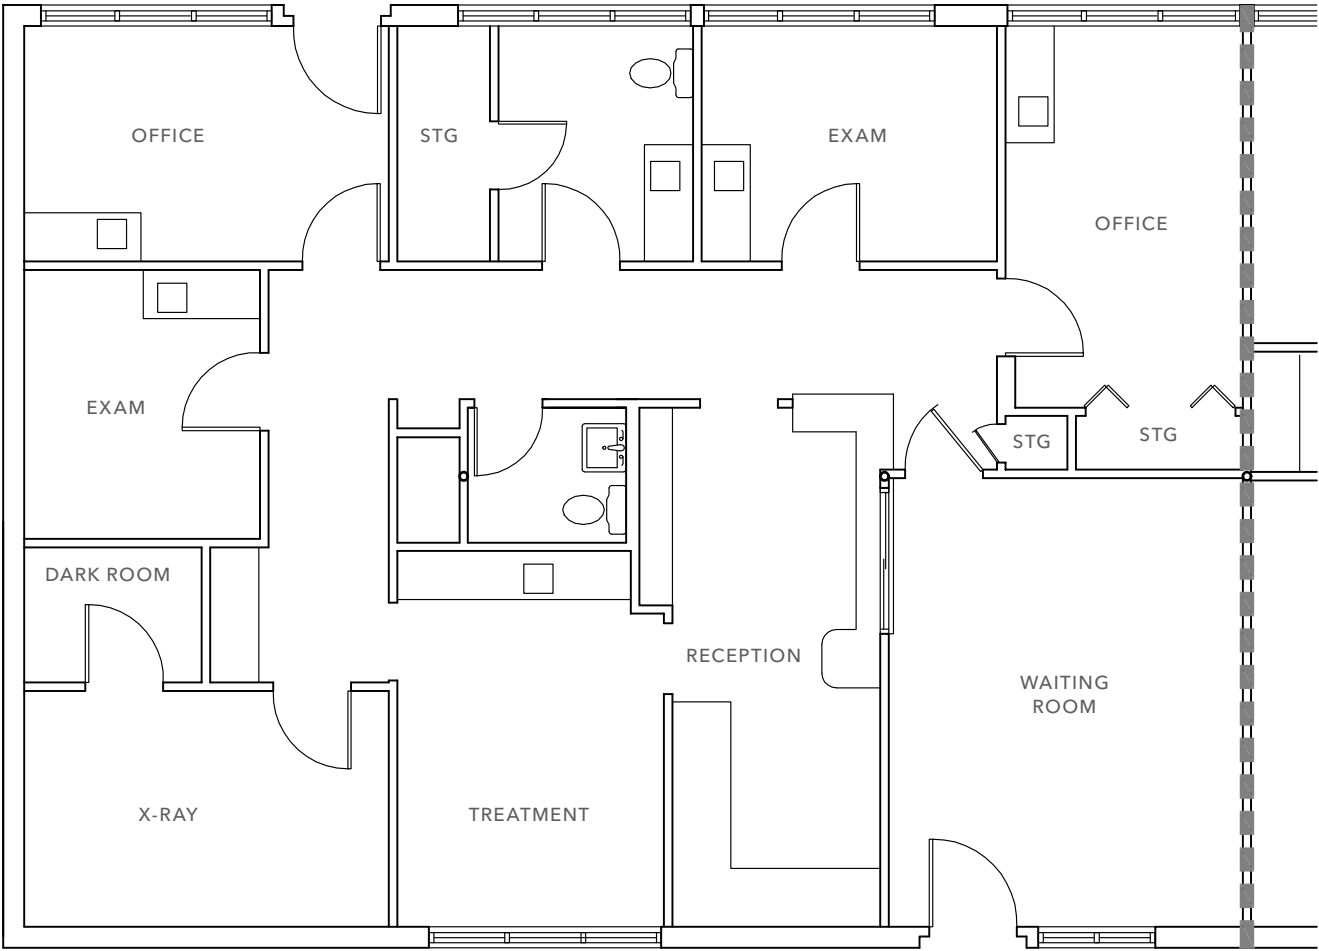 OFFICE
STG
EXAM
OFFICE
EXAM
STG
STG
DARK ROOM
RECEPTION
WAITING
ROOM
X-RAY
TREATMENT